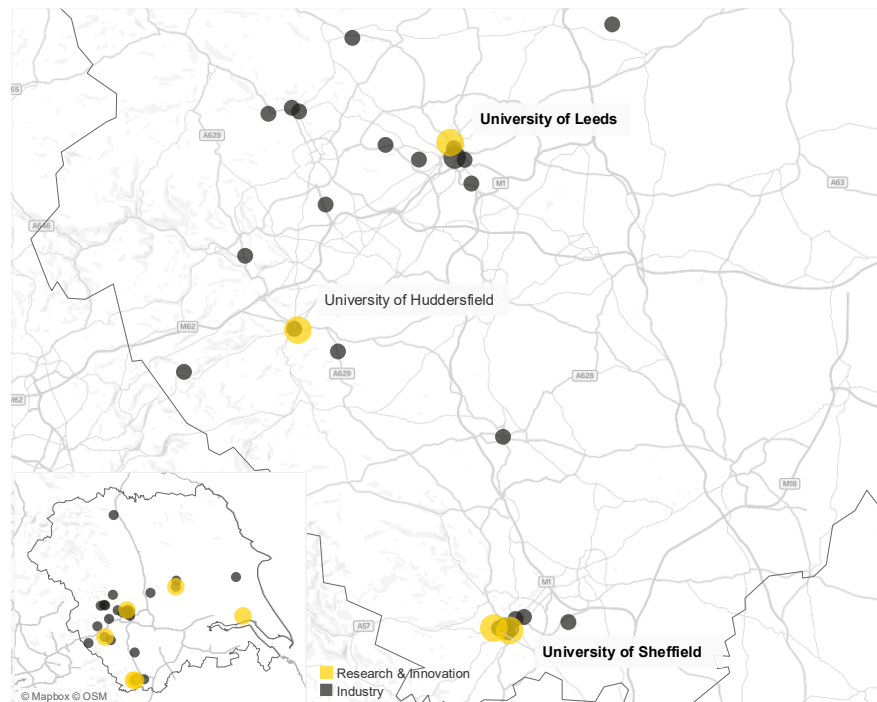 65
A629
University of Leeds
M1
A63
A646
University of Huddersfield
M62
A629
A628
M62
M18
M1
A57
University of Sheffield
Research & Innovation
Industry
© Mapbox © OSM